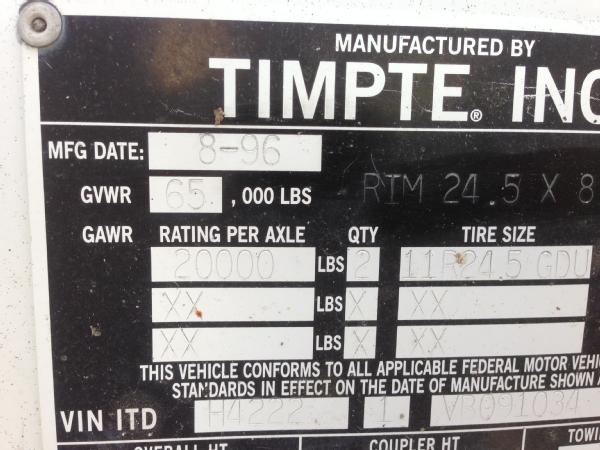 MANUFACTURED BY
TIMPTE® INC
MFG DATE: 8-96
GVWR 65 ,000 LBS RIM 24.5 X 8
GAWR RATING PER AXLE QTY TIRE SIZE
20000 LBS 2 11R24.5 GDU
XX LBS X XX
XX LBS X XX
THIS VEHICLE CONFORMS TO ALL APPLICABLE FEDERAL MOTOR VEHIC
STANDARDS IN EFFECT ON THE DATE OF MANUFACTURE SHOWN A
VIN 1TD H4222 1 VB091034
OVERALL HT COUPLER HT TOWI